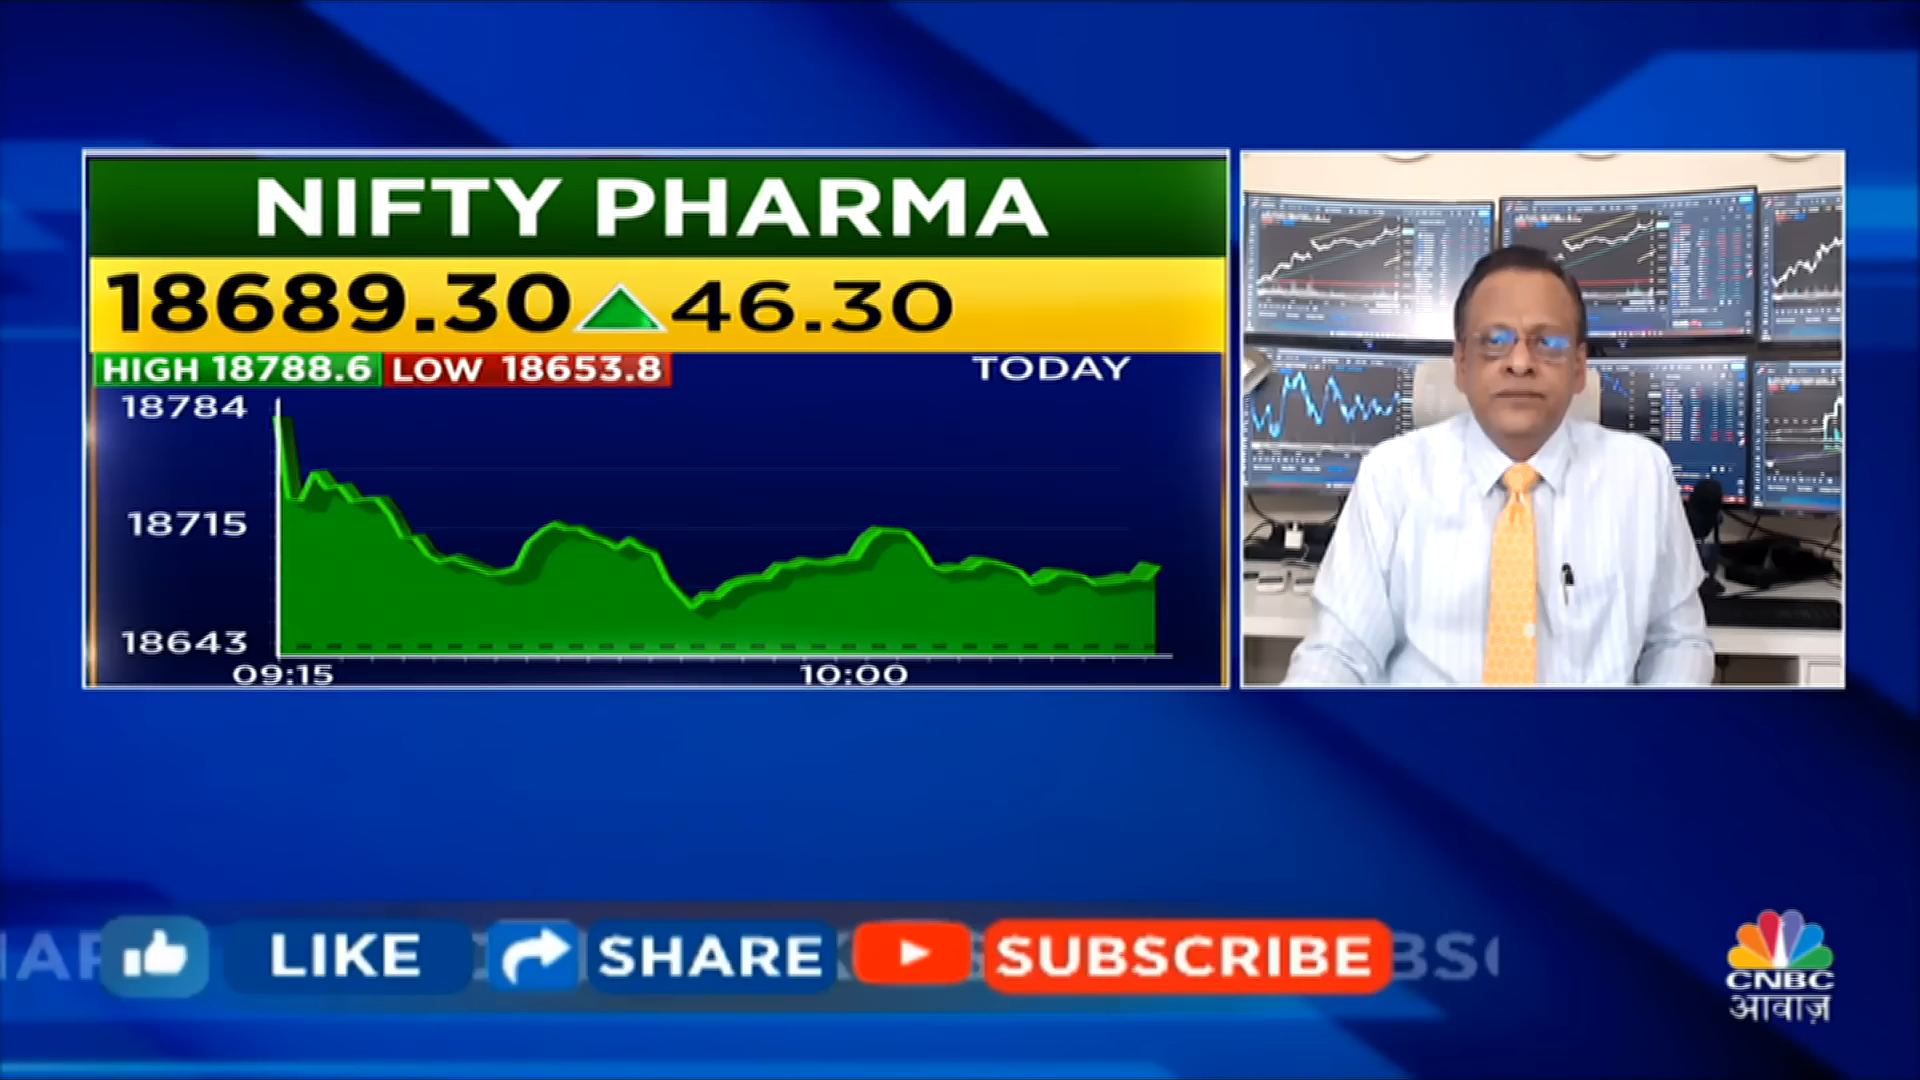 NIFTY PHARMA
18689.30 46.30
HIGH 18788.6 LOW 18653.8 TODAY
18784
18715
18643
09:15 10:00
LIKE SHARE SUBSCRIBE
CNBC
आवाज़